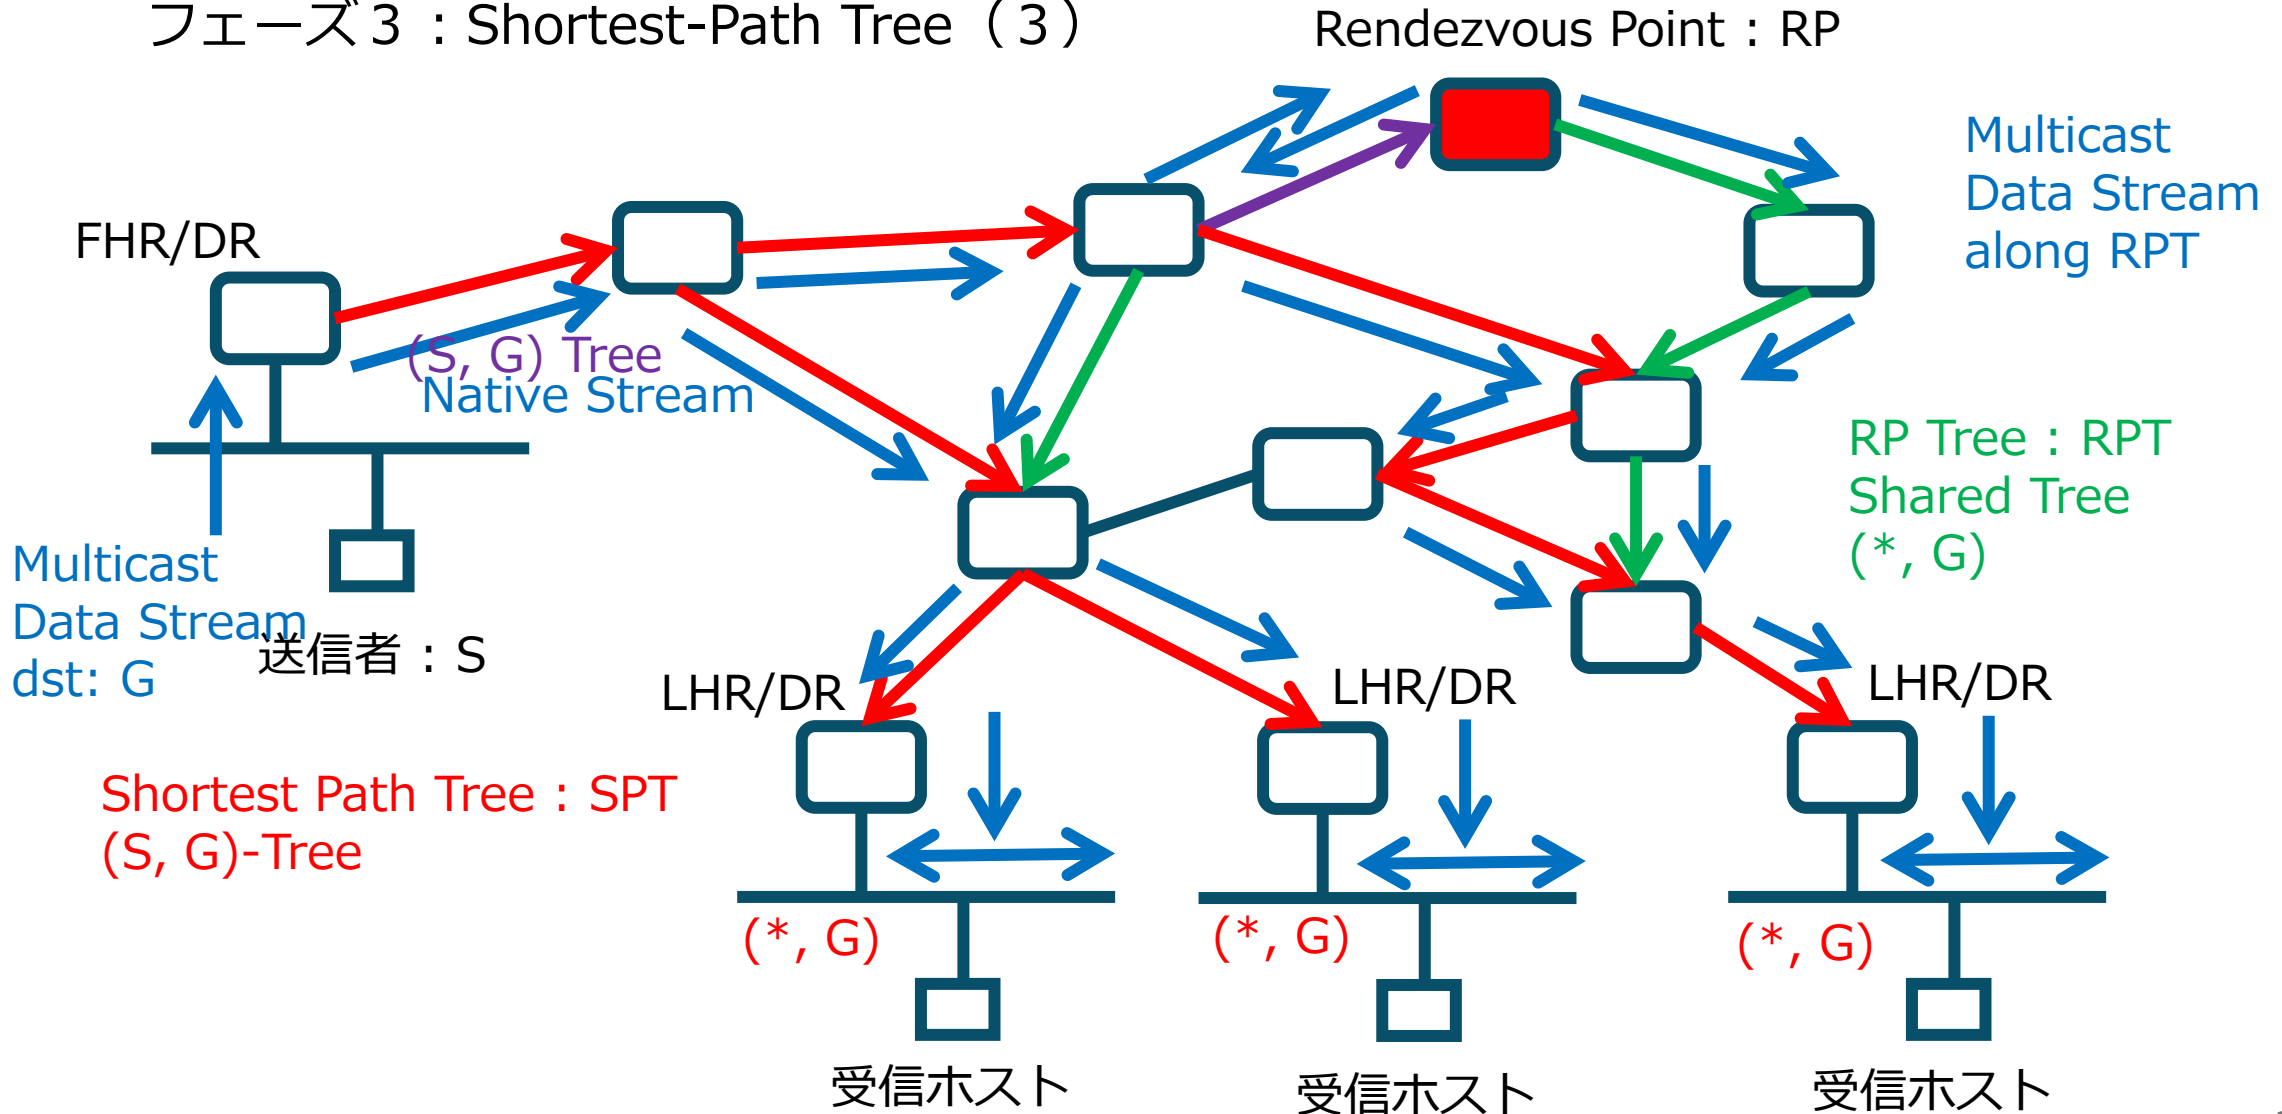 フェーズ３：Shortest-Path Tree（３）
Rendezvous Point : RP
Multicast
Data Stream
along RPT
FHR/DR
(S, G) Tree
Native Stream
RP Tree : RPT
Shared Tree
(*, G)
Multicast
Data Stream
dst: G
送信者 : S
LHR/DR
LHR/DR
LHR/DR
Shortest Path Tree : SPT
(S, G)-Tree
(*, G)
(*, G)
(*, G)
受信ホスト
受信ホスト
受信ホスト